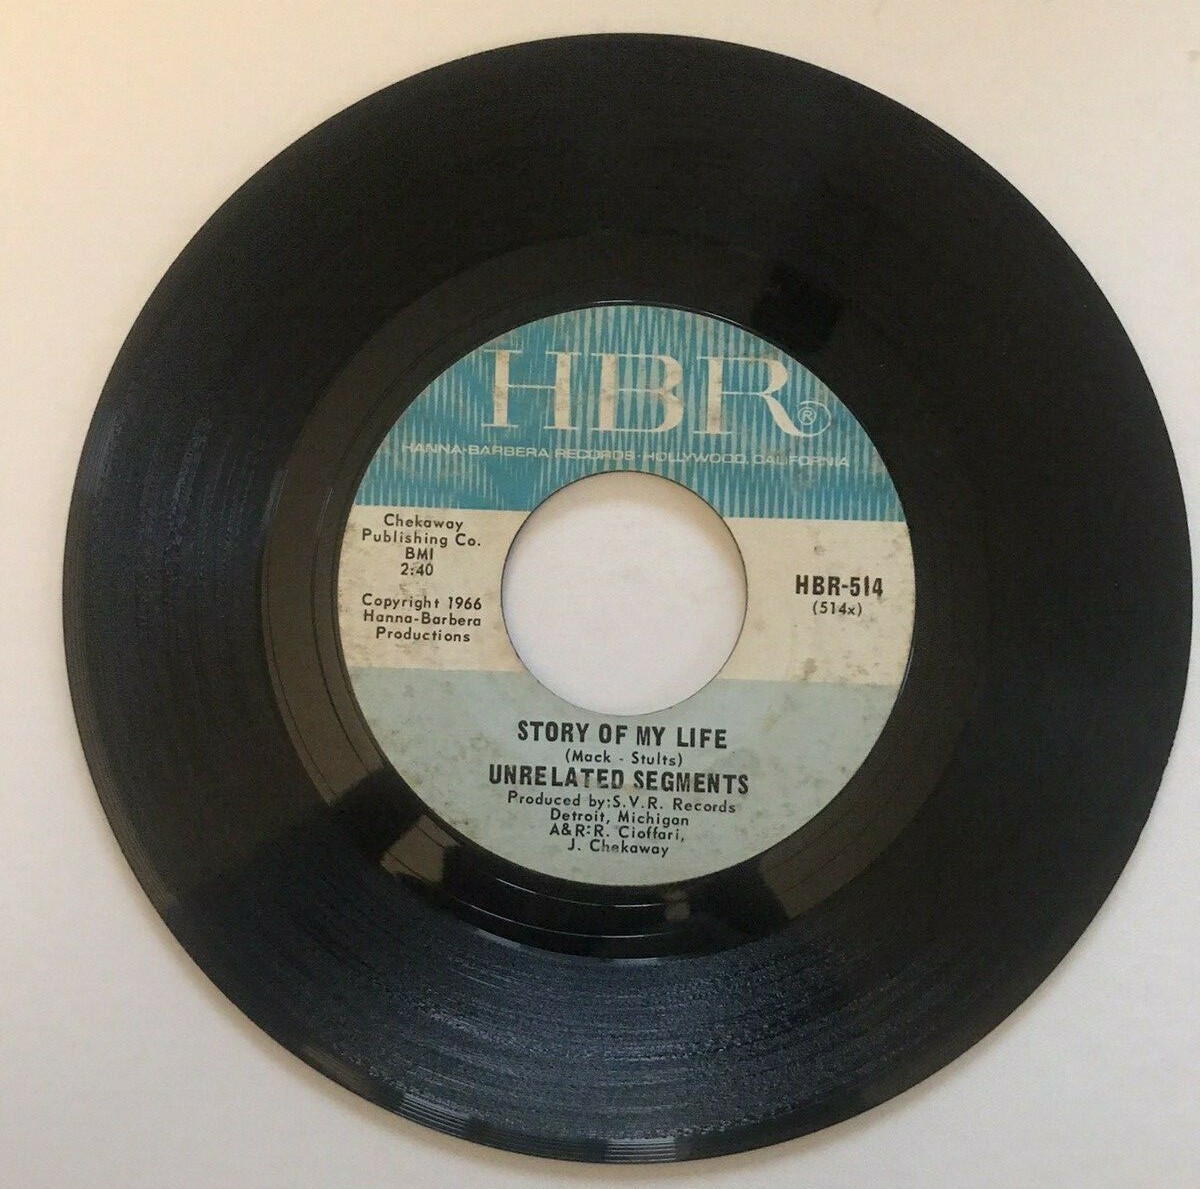 HBR®
HANNA-BARBERA RECORDS · HOLLYWOOD, CALIFORNIA
Chekaway
Publishing Co.
BMI
2:40
Copyright 1966
Hanna-Barbera
Productions
HBR-514
(514x)
STORY OF MY LIFE
(Mack - Stults)
UNRELATED SEGMENTS
Produced by:S.V.R. Records
Detroit, Michigan
A&R:R. Cioffari,
J. Chekaway